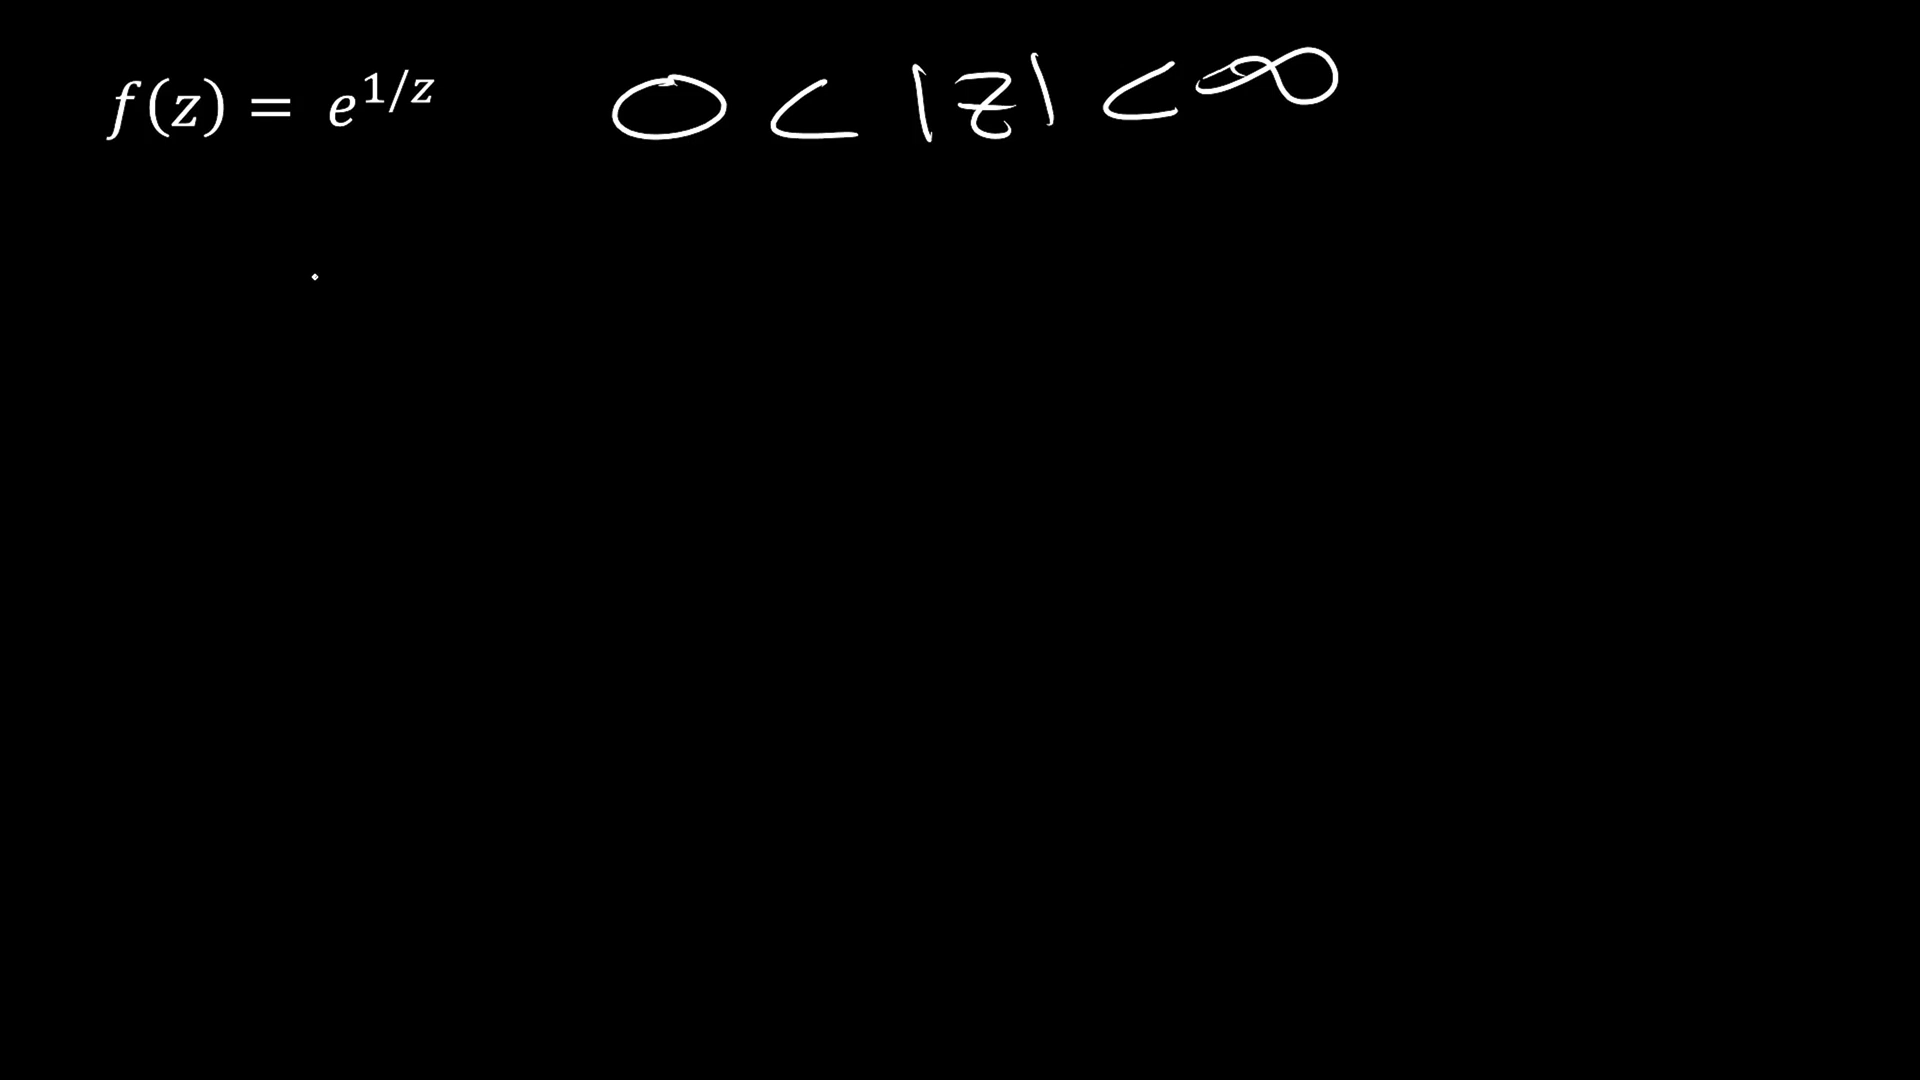 f(z) = e^{1/z} 0 < |z| < ∞